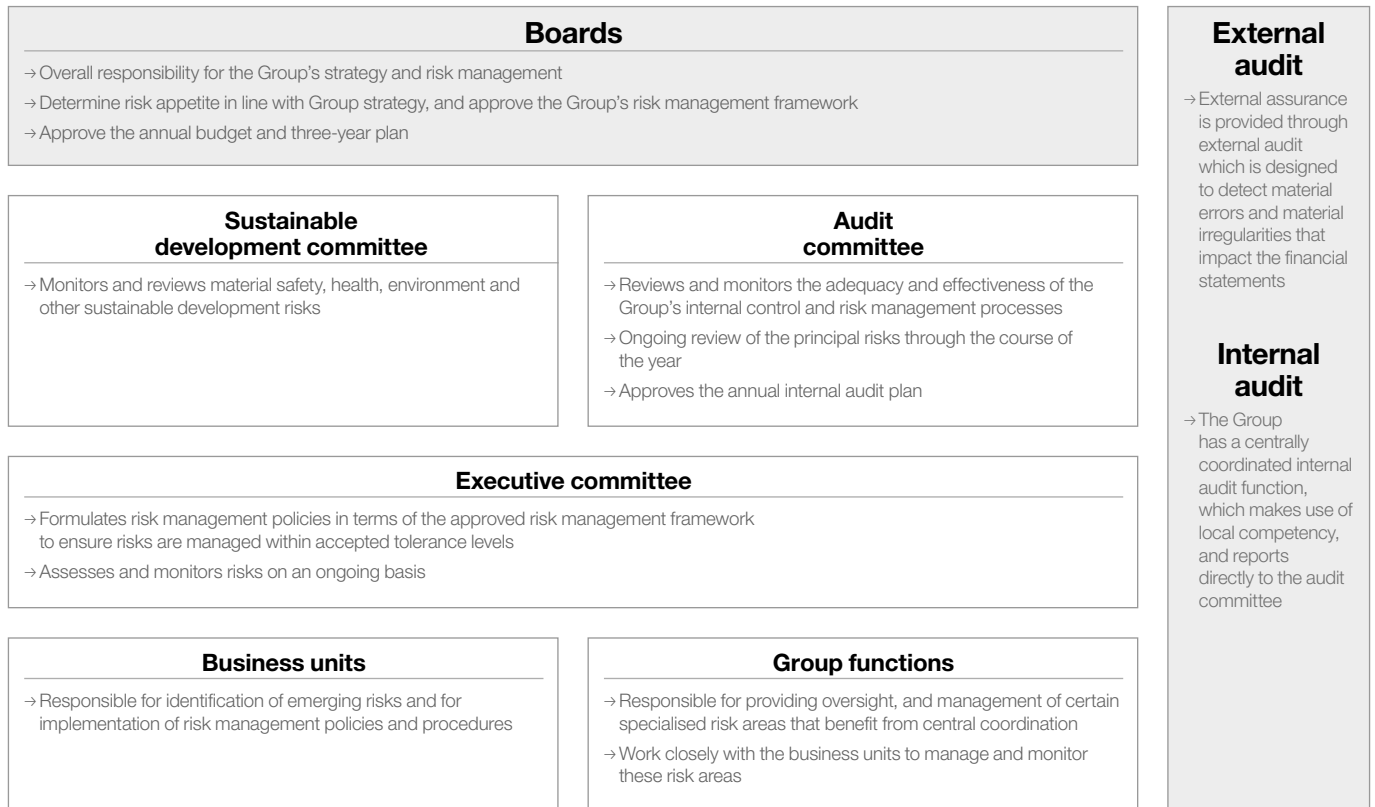 Boards
→ Overall responsibility for the Group's strategy and risk management
→ Determine risk appetite in line with Group strategy, and approve the Group's risk management framework
→ Approve the annual budget and three-year plan
Sustainable
development committee
→ Monitors and reviews material safety, health, environment and
other sustainable development risks
Audit
committee
→ Reviews and monitors the adequacy and effectiveness of the
Group's internal control and risk management processes
→ Ongoing review of the principal risks through the course of
the year
→ Approves the annual internal audit plan
Executive committee
→ Formulates risk management policies in terms of the approved risk management framework
to ensure risks are managed within accepted tolerance levels
→ Assesses and monitors risks on an ongoing basis
Business units
→ Responsible for identification of emerging risks and for
implementation of risk management policies and procedures
Group functions
→ Responsible for providing oversight, and management of certain
specialised risk areas that benefit from central coordination
→ Work closely with the business units to manage and monitor
these risk areas
External
audit
→ External assurance
is provided through
external audit
which is designed
to detect material
errors and material
irregularities that
impact the financial
statements
Internal
audit
→ The Group
has a centrally
coordinated internal
audit function,
which makes use of
local competency,
and reports
directly to the audit
committee